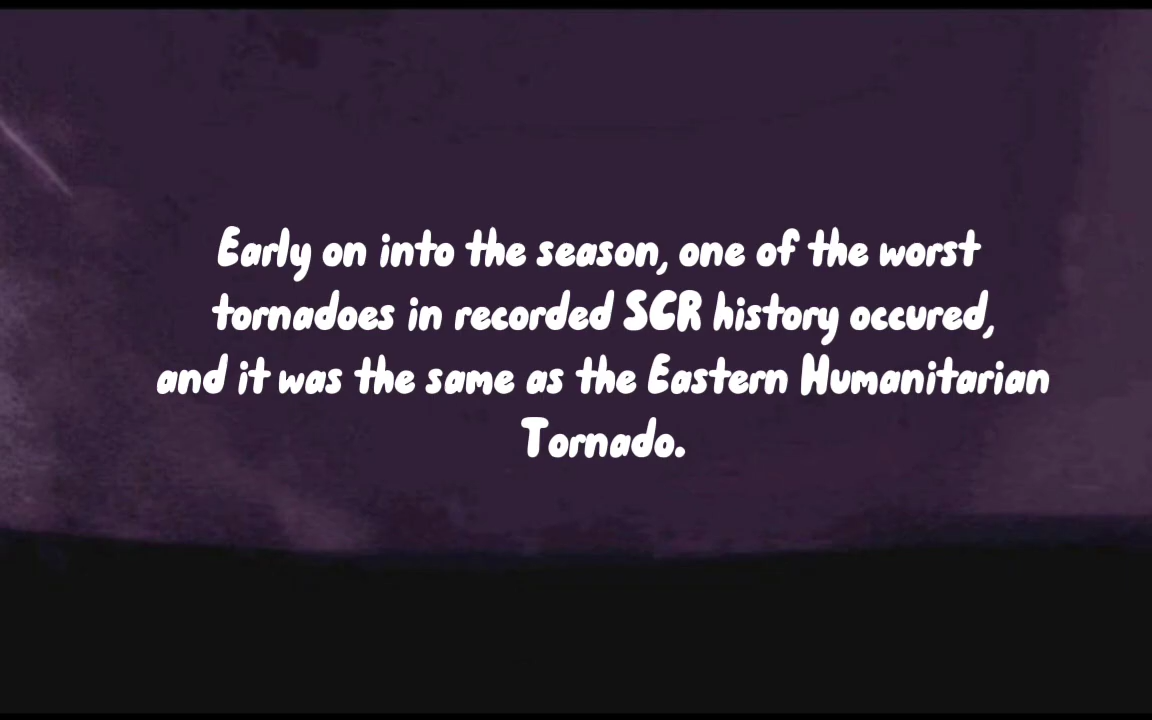 Early on into the season, one of the worst
tornadoes in recorded SCR history occured,
and it was the same as the Eastern Humanitarian
Tornado.